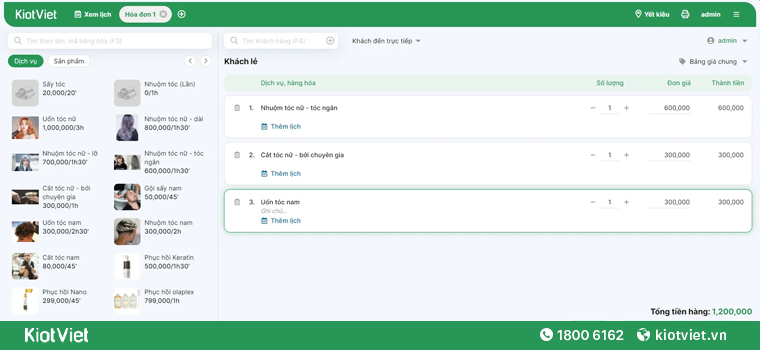 KiotViet
Xem lịch
Hóa đơn 1
Yết kiêu
admin
Tìm theo tên, mã hàng hóa (F3)
Tìm khách hàng (F4)
Khách đến trực tiếp
admin
Dịch vụ
Sản phẩm
Khách lẻ
Bảng giá chung
Sấy tóc
20,000/20'
Nhuộm tóc (Lần)
0/1h
Uốn tóc nữ
1,000,000/3h
Nhuộm tóc nữ - dài
800,000/1h30'
Nhuộm tóc nữ - lỡ
700,000/1h30'
Nhuộm tóc nữ - tóc
ngắn
600,000/1h30'
Cắt tóc nữ - bởi
chuyên gia
300,000/1h30'
Gội sấy nam
50,000/45'
Uốn tóc nam
300,000/2h30'
Nhuộm tóc nam
300,000/2h
Cắt tóc nam
80,000/45'
Phục hồi Keratin
500,000/1h30'
Phục hồi Nano
299,000/45'
Phục hồi olaplex
799,000/1h
Dịch vụ, hàng hóa Số lượng Đơn giá Thành tiền
1. Nhuộm tóc nữ - tóc ngắn − 1 + 600,000 600,000
Thêm lịch
2. Cắt tóc nữ - bởi chuyên gia − 1 + 300,000 300,000
Thêm lịch
3. Uốn tóc nam − 1 + 300,000 300,000
Ghi chú...
Thêm lịch
Tổng tiền hàng: 1,200,000
KiotViet
1800 6162
kiotviet.vn